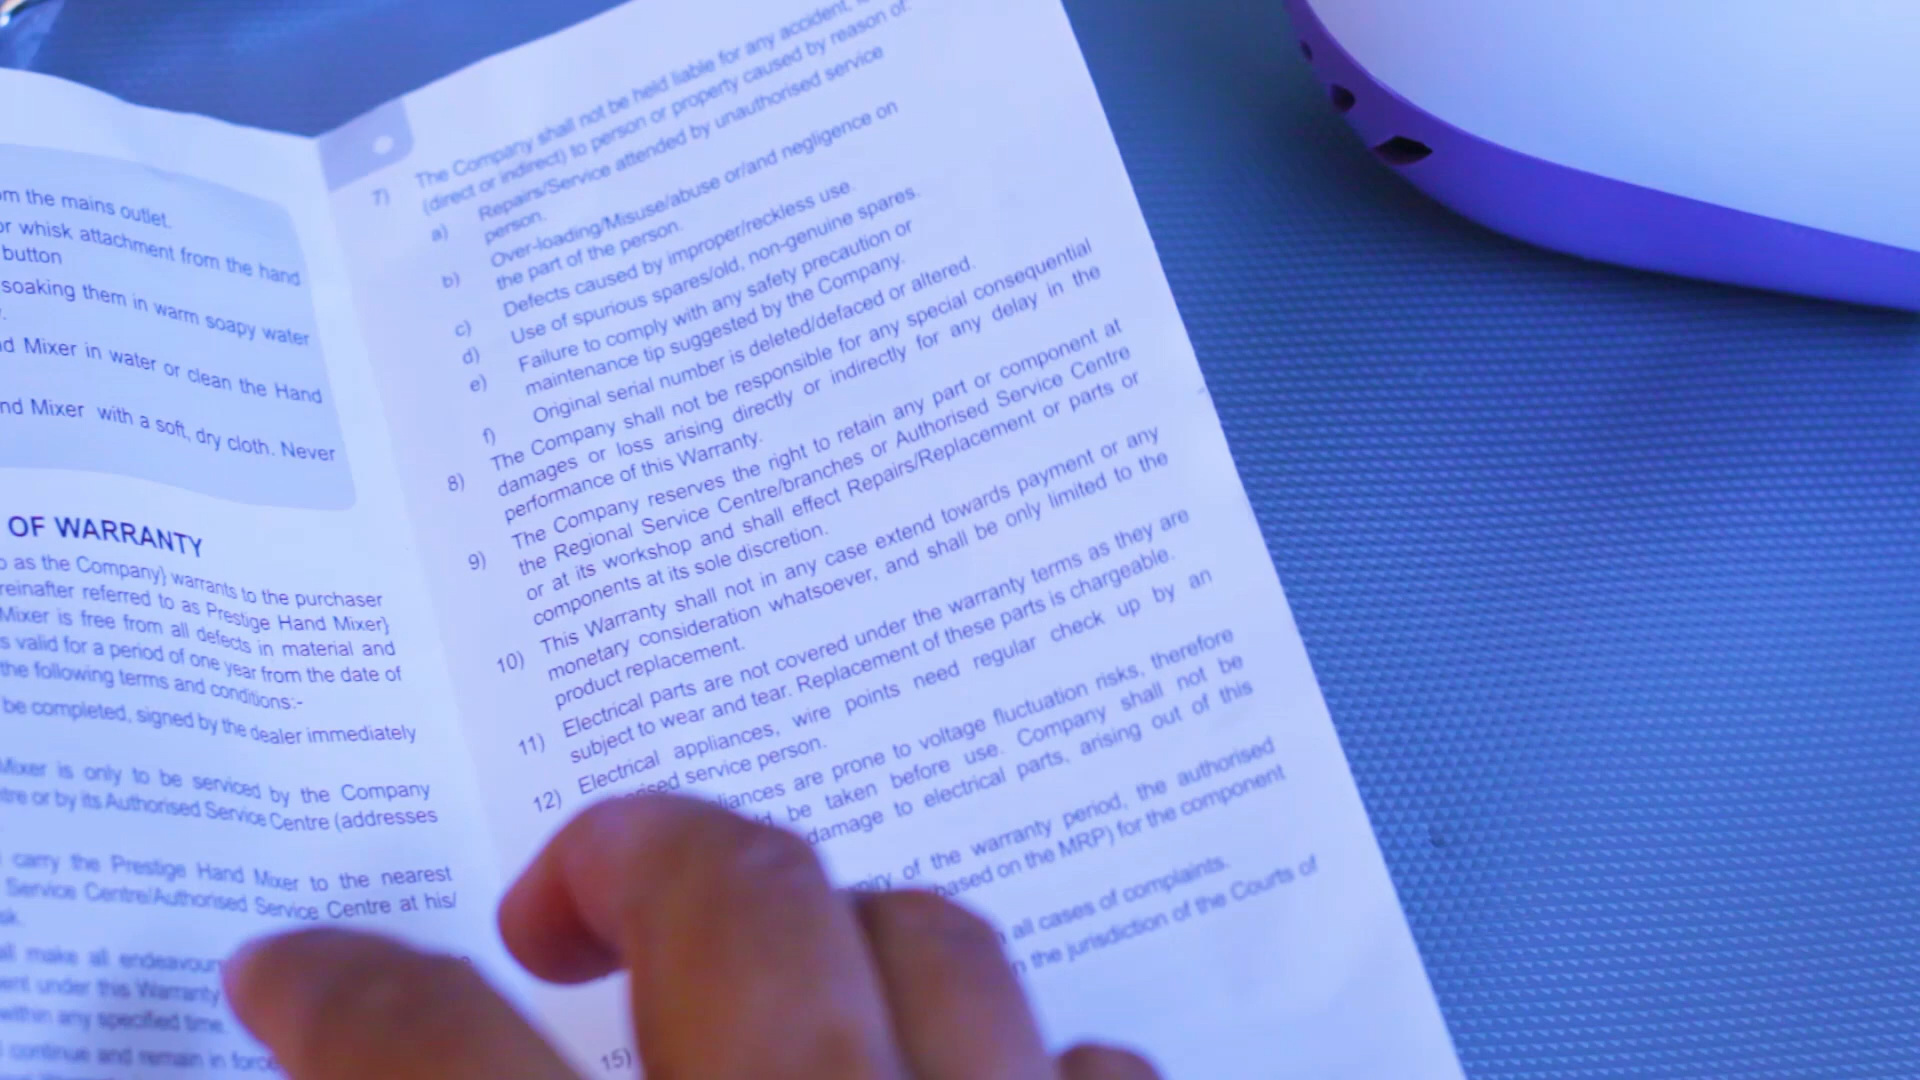 om the mains outlet.
or whisk attachment from the hand
button
soaking them in warm soapy water
nd Mixer in water or clean the Hand
nd Mixer with a soft, dry cloth. Never
OF WARRANTY
o as the Company} warrants to the purchaser
reinafter referred to as Prestige Hand Mixer}
Mixer is free from all defects in material and
s valid for a period of one year from the date of
the following terms and conditions:-
be completed, signed by the dealer immediately
Mixer is only to be serviced by the Company
ntre or by its Authorised Service Centre (addresses
carry the Prestige Hand Mixer to the nearest
Service Centre/Authorised Service Centre at his/
sk.
all make all endeavour
ent under this Warranty
within any specified time.
continue and remain in force
7) The Company shall not be held liable for any accident,
(direct or indirect) to person or property caused by reason of:
a) Repairs/Service attended by unauthorised service
person.
b) Over-loading/Misuse/abuse or/and negligence on
the part of the person.
c) Defects caused by improper/reckless use.
d) Use of spurious spares/old, non-genuine spares.
e) Failure to comply with any safety precaution or
maintenance tip suggested by the Company.
f) Original serial number is deleted/defaced or altered.
8) The Company shall not be responsible for any special consequential
damages or loss arising directly or indirectly for any delay in the
performance of this Warranty.
9) The Company reserves the right to retain any part or component at
the Regional Service Centre/branches or Authorised Service Centre
or at its workshop and shall effect Repairs/Replacement or parts or
components at its sole discretion.
10) This Warranty shall not in any case extend towards payment or any
monetary consideration whatsoever, and shall be only limited to the
product replacement.
11) Electrical parts are not covered under the warranty terms as they are
subject to wear and tear. Replacement of these parts is chargeable.
12) Electrical appliances, wire points need regular check up by an
rised service person.
liances are prone to voltage fluctuation risks, therefore
ld be taken before use. Company shall not be
damage to electrical parts, arising out of this
piry of the warranty period, the authorised
based on the MRP) for the component
all cases of complaints.
n the jurisdiction of the Courts of
15)